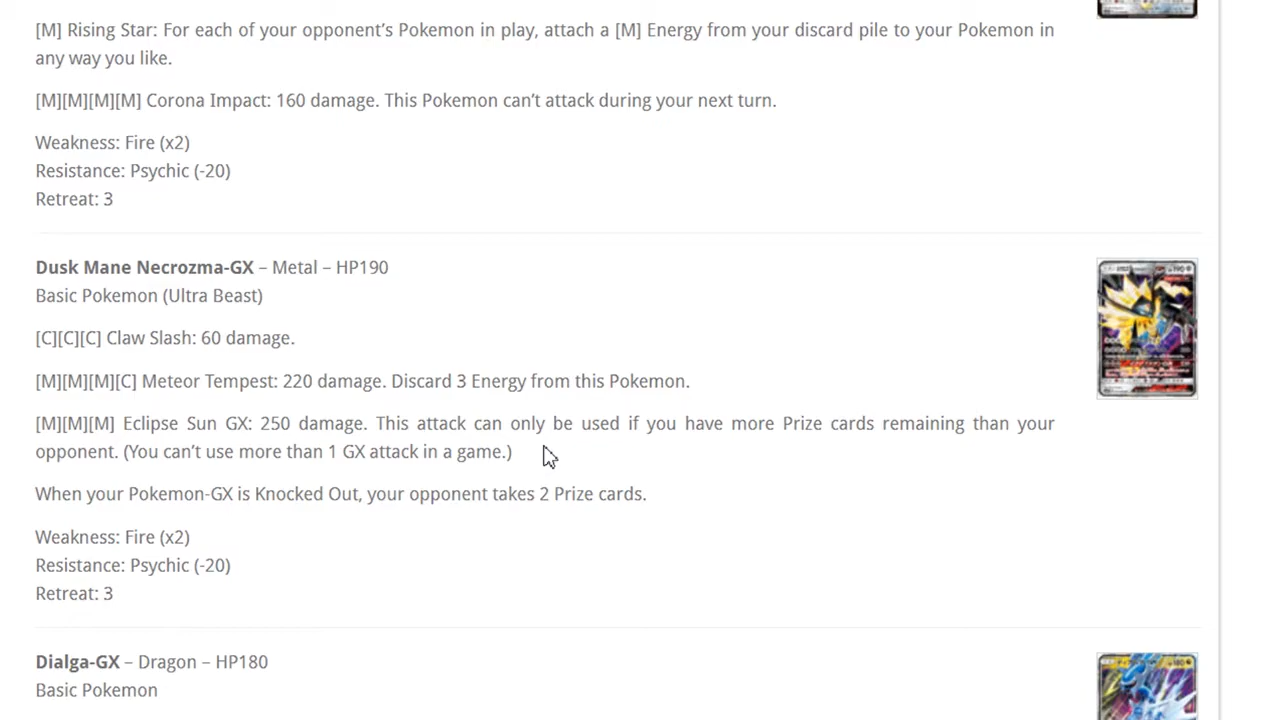 [M] Rising Star: For each of your opponent’s Pokemon in play, attach a [M] Energy from your discard pile to your Pokemon in
any way you like.
[M][M][M][M] Corona Impact: 160 damage. This Pokemon can’t attack during your next turn.
Weakness: Fire (x2)
Resistance: Psychic (-20)
Retreat: 3
Dusk Mane Necrozma-GX – Metal – HP190
Basic Pokemon (Ultra Beast)
[C][C][C] Claw Slash: 60 damage.
[M][M][M][C] Meteor Tempest: 220 damage. Discard 3 Energy from this Pokemon.
[M][M][M] Eclipse Sun GX: 250 damage. This attack can only be used if you have more Prize cards remaining than your
opponent. (You can’t use more than 1 GX attack in a game.)
When your Pokemon-GX is Knocked Out, your opponent takes 2 Prize cards.
Weakness: Fire (x2)
Resistance: Psychic (-20)
Retreat: 3
Dialga-GX – Dragon – HP180
Basic Pokemon